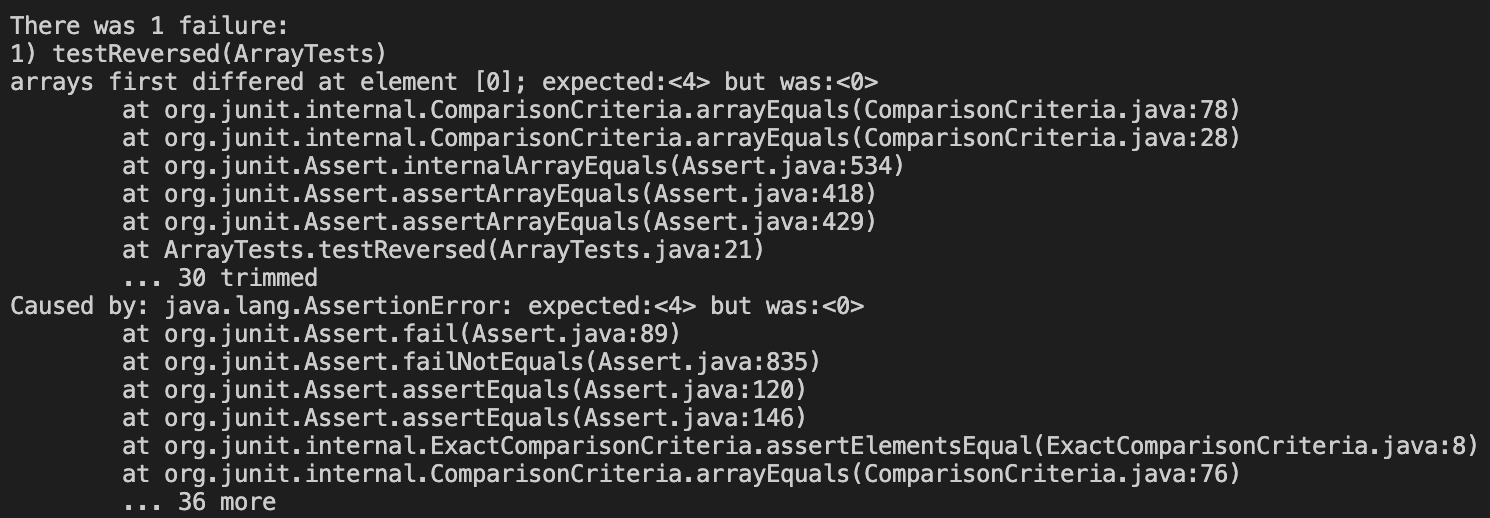 There was 1 failure:
1) testReversed(ArrayTests)
arrays first differed at element [0]; expected:<4> but was:<0>
        at org.junit.internal.ComparisonCriteria.arrayEquals(ComparisonCriteria.java:78)
        at org.junit.internal.ComparisonCriteria.arrayEquals(ComparisonCriteria.java:28)
        at org.junit.Assert.internalArrayEquals(Assert.java:534)
        at org.junit.Assert.assertArrayEquals(Assert.java:418)
        at org.junit.Assert.assertArrayEquals(Assert.java:429)
        at ArrayTests.testReversed(ArrayTests.java:21)
        ... 30 trimmed
Caused by: java.lang.AssertionError: expected:<4> but was:<0>
        at org.junit.Assert.fail(Assert.java:89)
        at org.junit.Assert.failNotEquals(Assert.java:835)
        at org.junit.Assert.assertEquals(Assert.java:120)
        at org.junit.Assert.assertEquals(Assert.java:146)
        at org.junit.internal.ExactComparisonCriteria.assertElementsEqual(ExactComparisonCriteria.java:8)
        at org.junit.internal.ComparisonCriteria.arrayEquals(ComparisonCriteria.java:76)
        ... 36 more